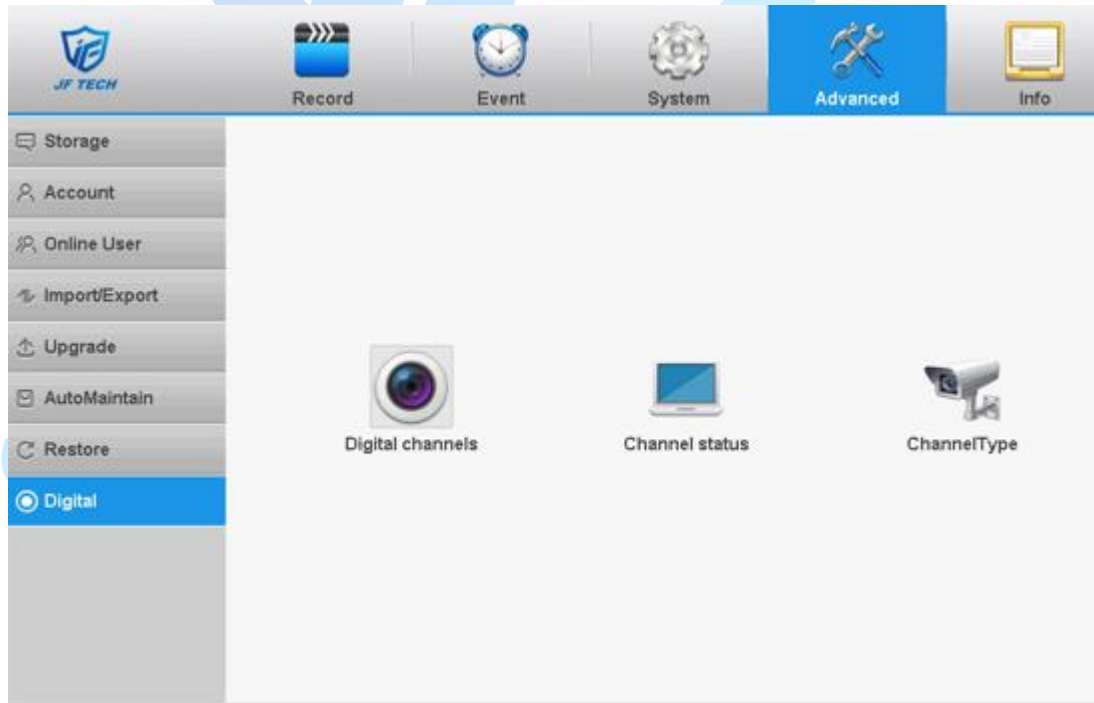 JF TECH
Record
Event
System
Advanced
Info
Storage
Account
Online User
Import/Export
Upgrade
AutoMaintain
Restore
Digital
Digital channels
Channel status
ChannelType